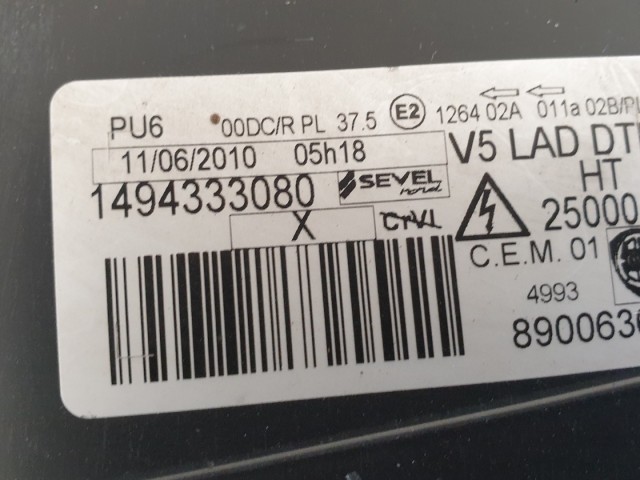 PU6 00DC/R PL 37.5 E2 1264 02A 011a 02B/PL
11/06/2010 05h18 V5 LAD DT
1494333080 SEVEL nord HT
X 25000
C.E.M. 01
4993
890063